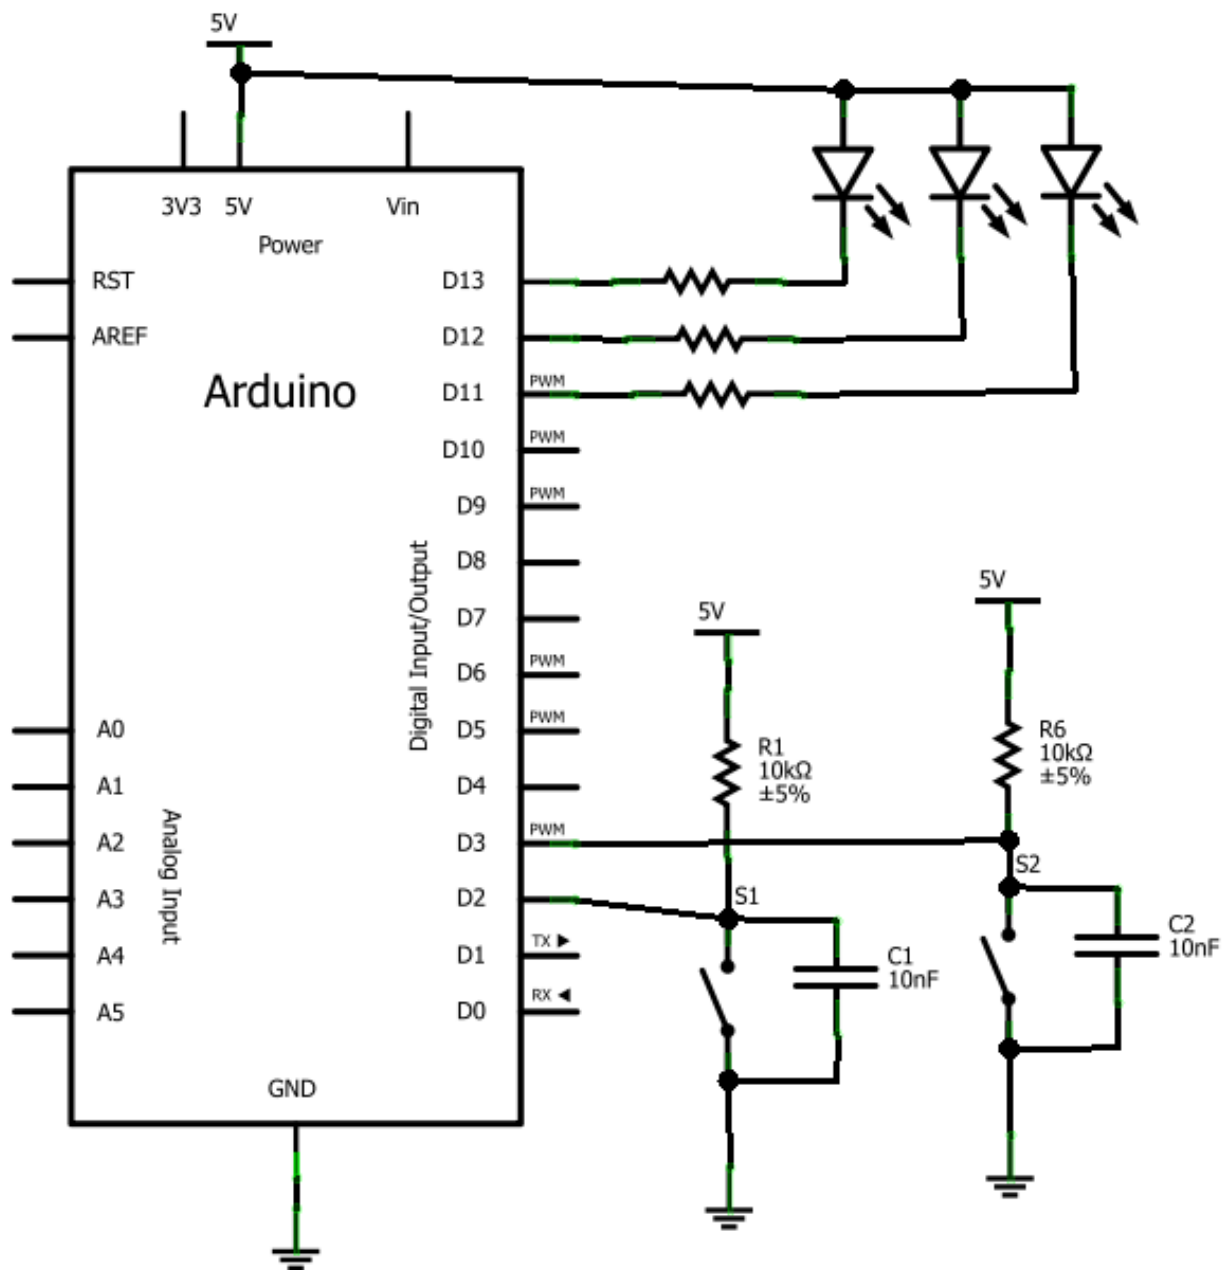 5V
3V3
5V
Vin
Power
RST
AREF
Arduino
D13
D12
D11
PWM
D10
PWM
D9
PWM
D8
D7
D6
PWM
D5
PWM
D4
D3
PWM
D2
D1
TX
D0
RX
Digital Input/Output
A0
A1
A2
A3
A4
A5
Analog Input
GND
5V
R1
10kΩ
±5%
S1
C1
10nF
5V
R6
10kΩ
±5%
S2
C2
10nF